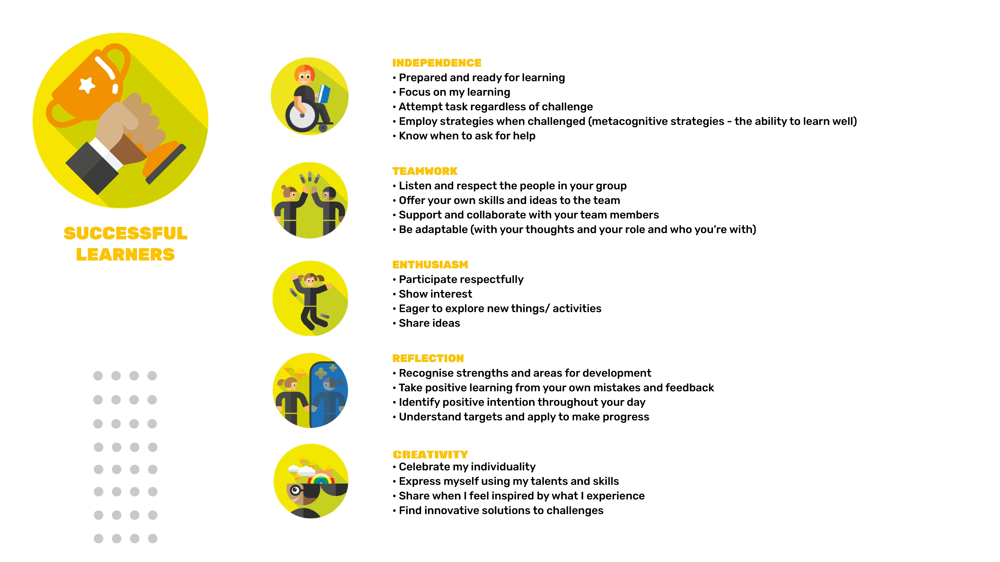 SUCCESSFUL
LEARNERS
INDEPENDENCE
• Prepared and ready for learning
• Focus on my learning
• Attempt task regardless of challenge
• Employ strategies when challenged (metacognitive strategies - the ability to learn well)
• Know when to ask for help
TEAMWORK
• Listen and respect the people in your group
• Offer your own skills and ideas to the team
• Support and collaborate with your team members
• Be adaptable (with your thoughts and your role and who you’re with)
ENTHUSIASM
• Participate respectfully
• Show interest
• Eager to explore new things/ activities
• Share ideas
REFLECTION
• Recognise strengths and areas for development
• Take positive learning from your own mistakes and feedback
• Identify positive intention throughout your day
• Understand targets and apply to make progress
CREATIVITY
• Celebrate my individuality
• Express myself using my talents and skills
• Share when I feel inspired by what I experience
• Find innovative solutions to challenges